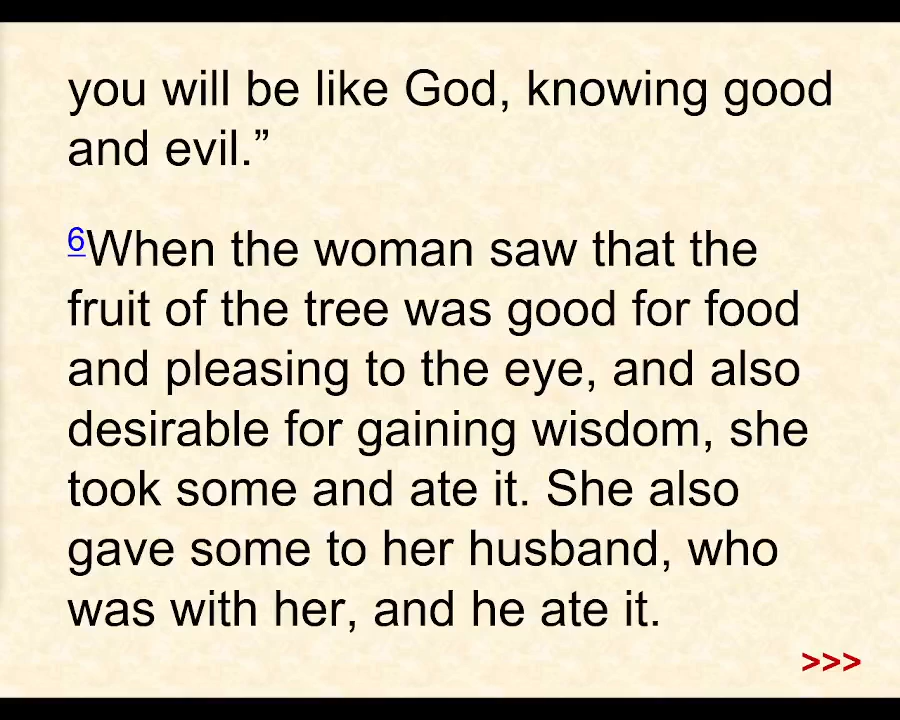 you will be like God, knowing good
and evil.”
6When the woman saw that the
fruit of the tree was good for food
and pleasing to the eye, and also
desirable for gaining wisdom, she
took some and ate it. She also
gave some to her husband, who
was with her, and he ate it.
>>>